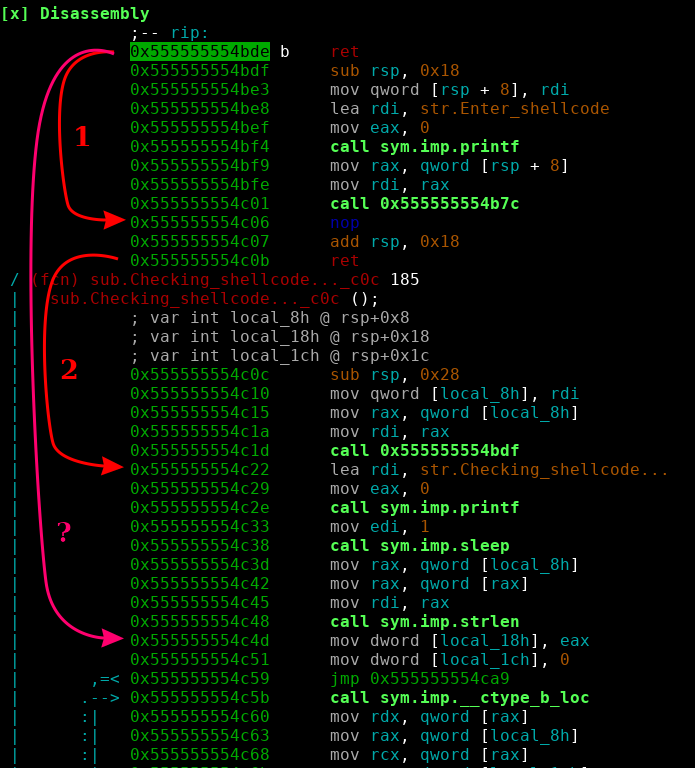 [x] Disassembly
;-- rip:
0x555555554bde b ret
0x555555554bdf sub rsp, 0x18
0x555555554be3 mov qword [rsp + 8], rdi
0x555555554be8 lea rdi, str.Enter_shellcode
0x555555554bef mov eax, 0
0x555555554bf4 call sym.imp.printf
0x555555554bf9 mov rax, qword [rsp + 8]
0x555555554bfe mov rdi, rax
0x555555554c01 call 0x555555554b7c
0x555555554c06 nop
0x555555554c07 add rsp, 0x18
0x555555554c0b ret
/ (fcn) sub.Checking_shellcode..._c0c 185
| sub.Checking_shellcode..._c0c ();
| ; var int local_8h @ rsp+0x8
| ; var int local_18h @ rsp+0x18
| ; var int local_1ch @ rsp+0x1c
| 0x555555554c0c sub rsp, 0x28
| 0x555555554c10 mov qword [local_8h], rdi
| 0x555555554c15 mov rax, qword [local_8h]
| 0x555555554c1a mov rdi, rax
| 0x555555554c1d call 0x555555554bdf
| 0x555555554c22 lea rdi, str.Checking_shellcode...
| 0x555555554c29 mov eax, 0
| 0x555555554c2e call sym.imp.printf
| 0x555555554c33 mov edi, 1
| 0x555555554c38 call sym.imp.sleep
| 0x555555554c3d mov rax, qword [local_8h]
| 0x555555554c42 mov rax, qword [rax]
| 0x555555554c45 mov rdi, rax
| 0x555555554c48 call sym.imp.strlen
| 0x555555554c4d mov dword [local_18h], eax
| 0x555555554c51 mov dword [local_1ch], 0
| ,=< 0x555555554c59 jmp 0x555555554ca9
| .--> 0x555555554c5b call sym.imp.__ctype_b_loc
| :| 0x555555554c60 mov rdx, qword [rax]
| :| 0x555555554c63 mov rax, qword [local_8h]
| :| 0x555555554c68 mov rcx, qword [rax]
1
2
?